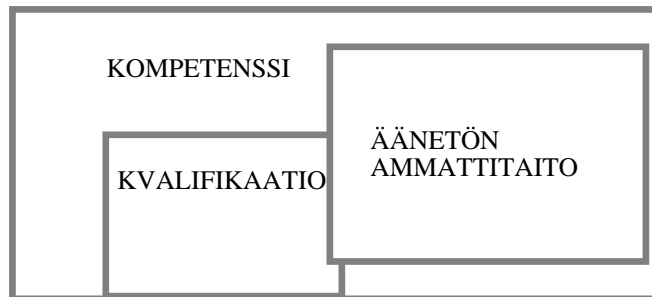 KOMPETENSSI
ÄÄNETÖN
AMMATTITAITO
KVALIFIKAATIO